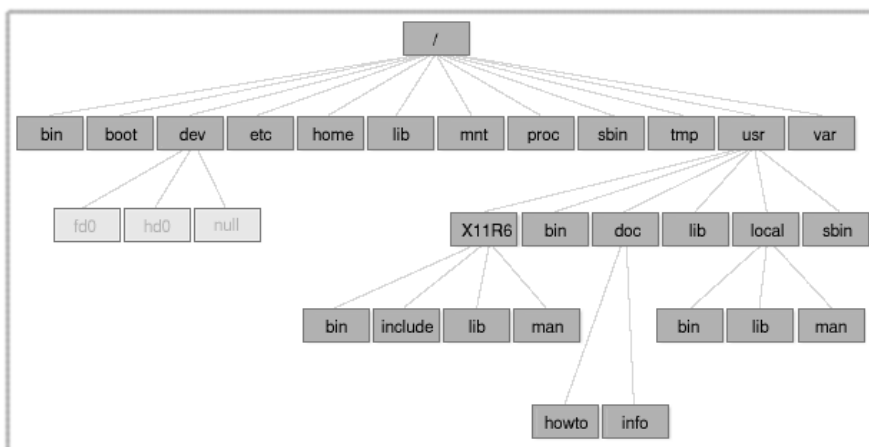 /
bin boot dev etc home lib mnt proc sbin tmp usr var
fd0 hd0 null X11R6 bin doc lib local sbin
bin include lib man bin lib man
howto info